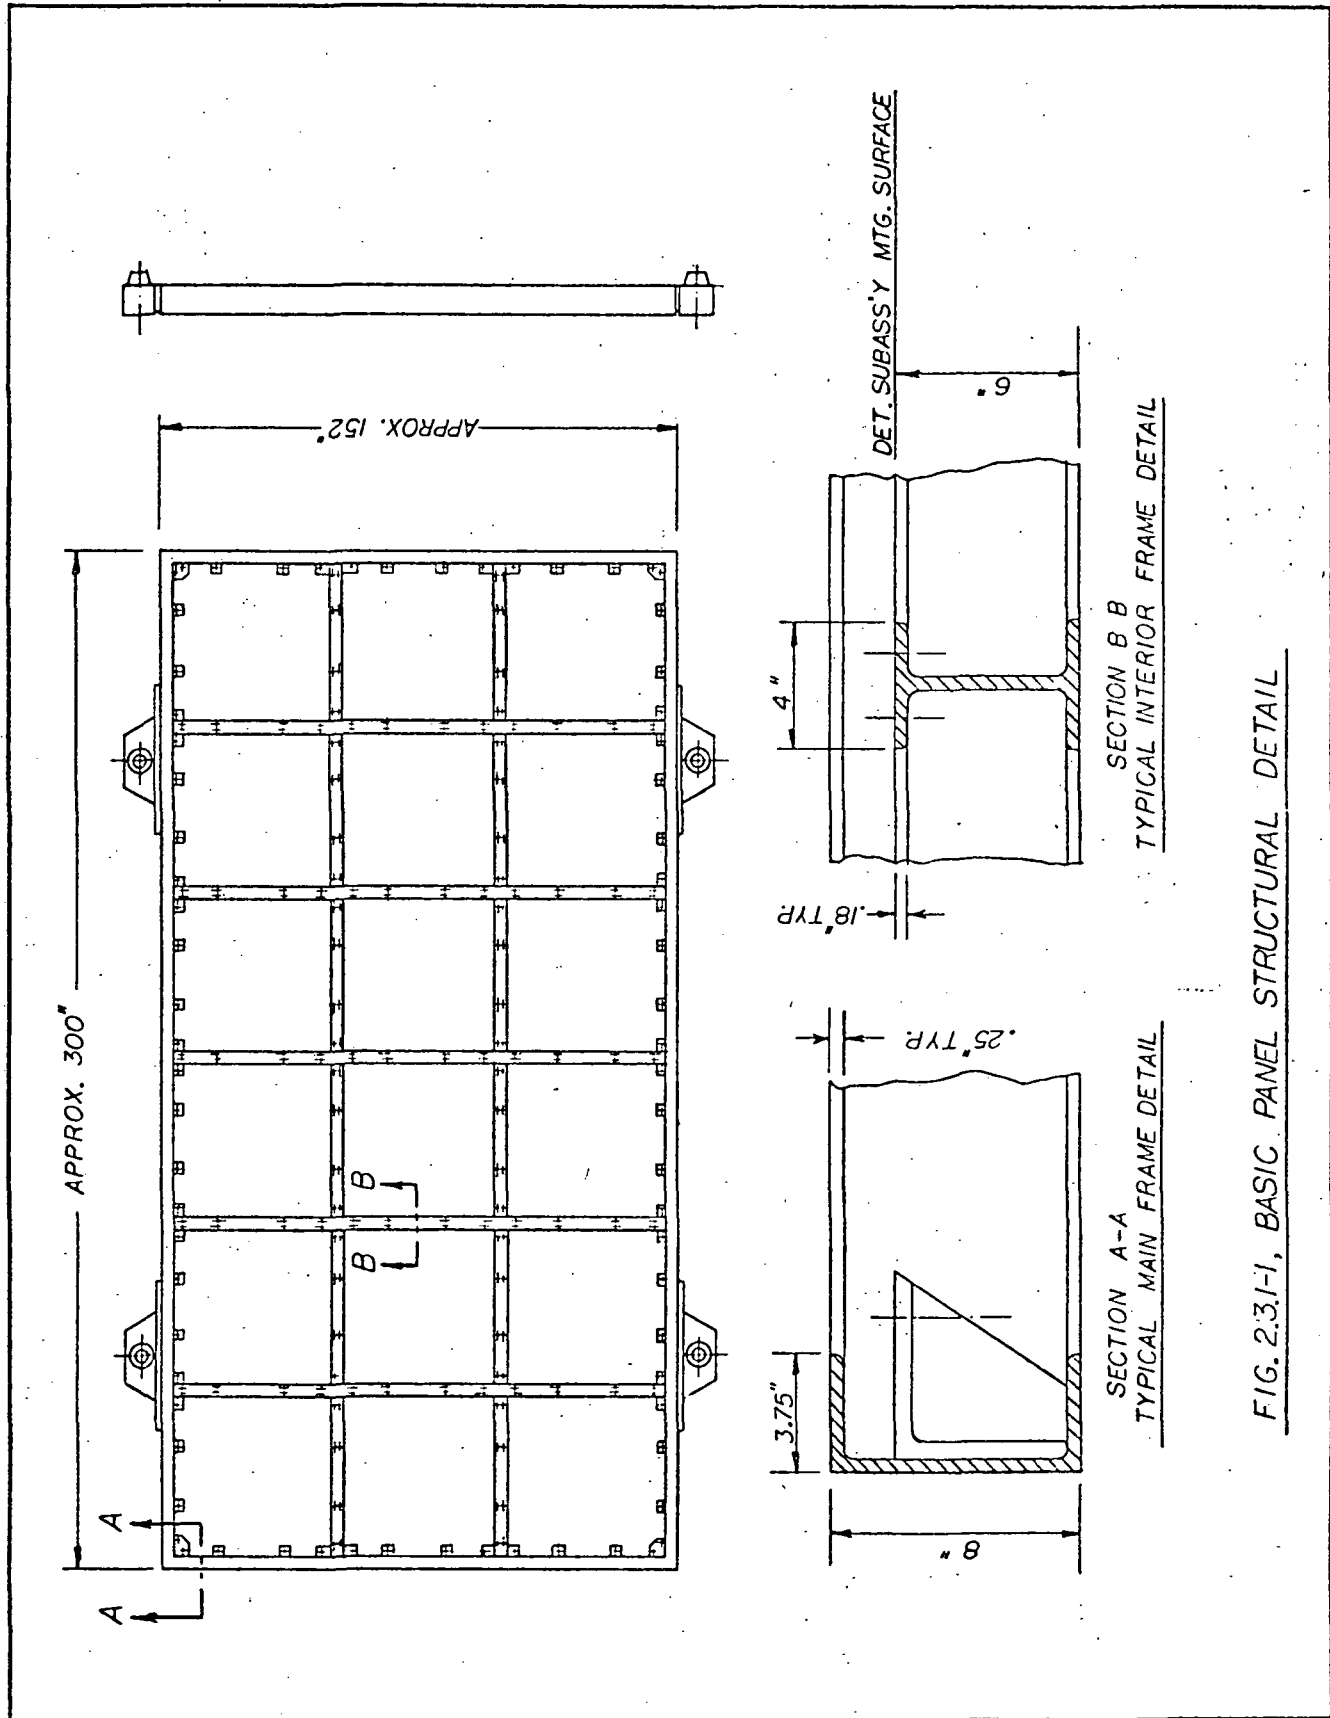 APPROX. 300"
APPROX. 152"
A
A
B
B
DET. SUBASS'Y MTG. SURFACE
3.75"
8"
.25" TYP.
.18" TYP.
4"
6"
SECTION A-A
TYPICAL MAIN FRAME DETAIL
SECTION B B
TYPICAL INTERIOR FRAME DETAIL
FIG. 2.3.1-1, BASIC PANEL STRUCTURAL DETAIL